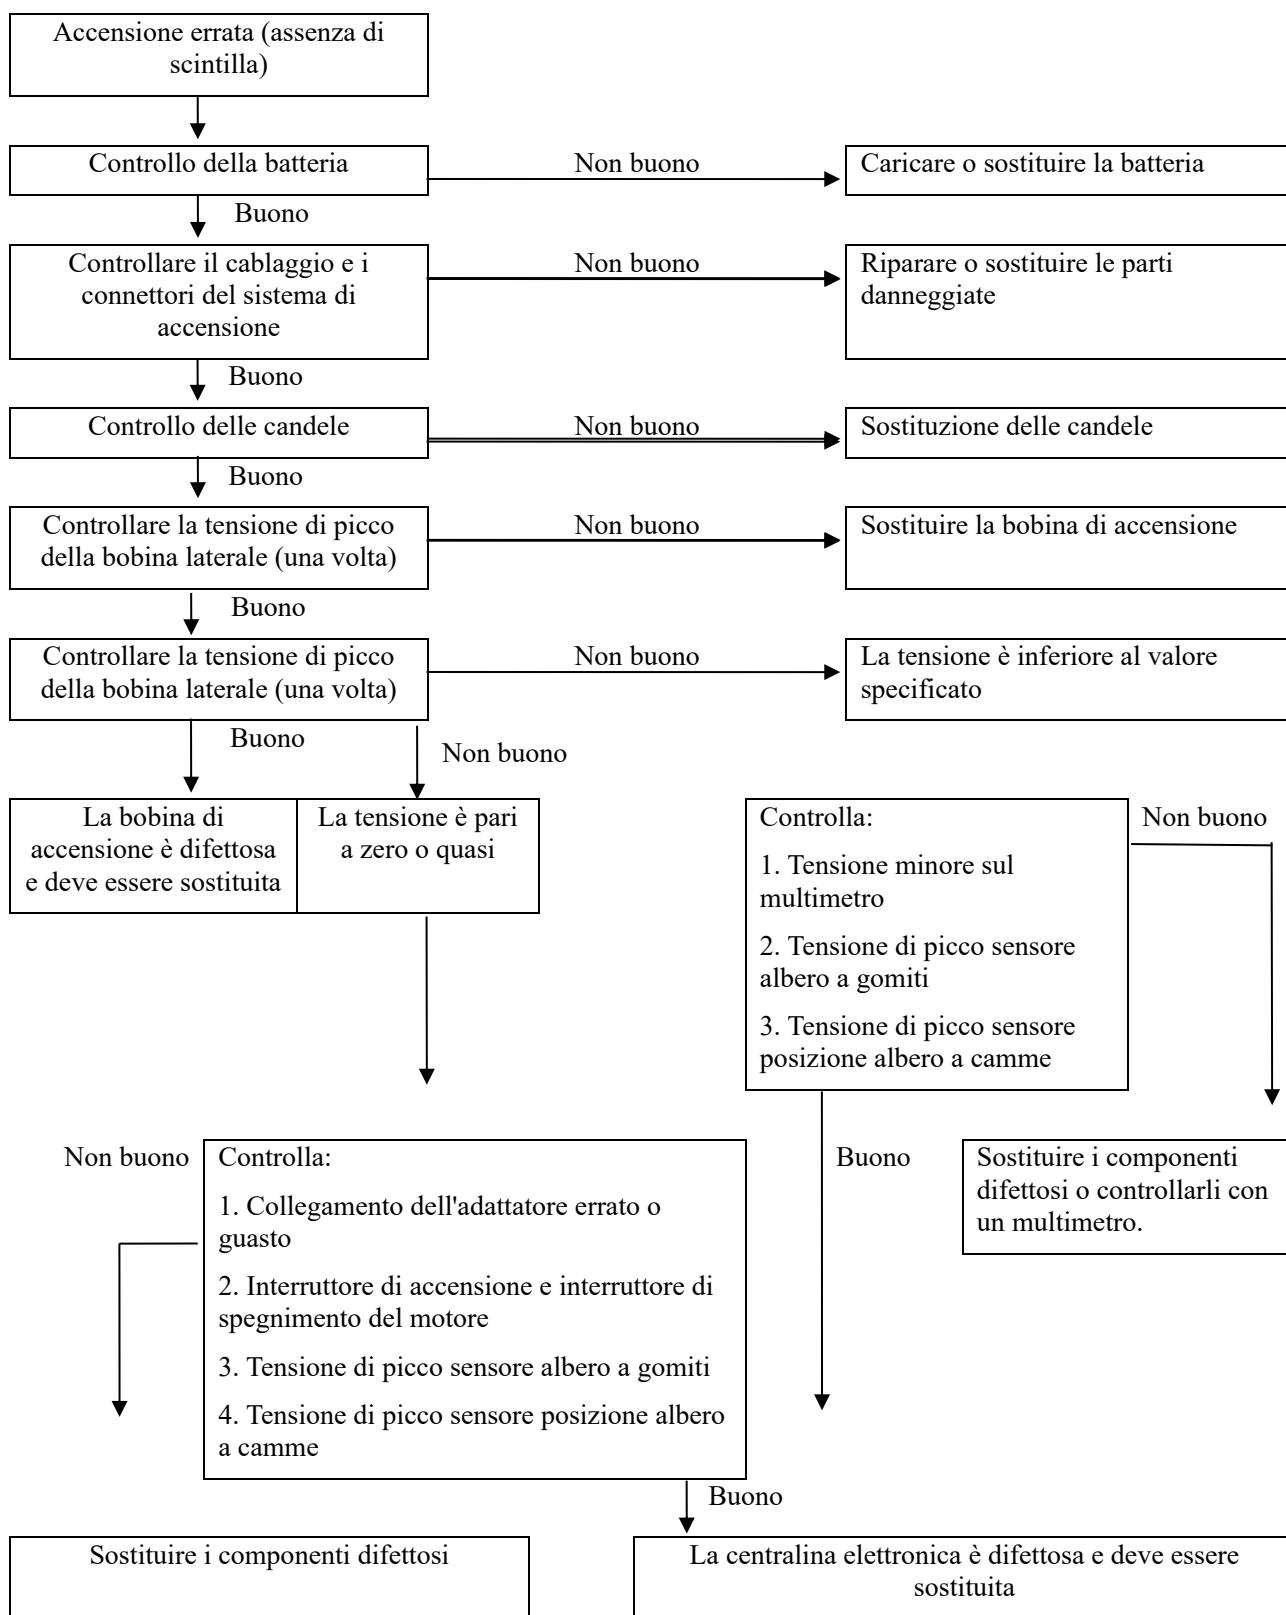 Accensione errata (assenza di
scintilla)
Controllo della batteria
Non buono
Caricare o sostituire la batteria
Buono
Controllare il cablaggio e i
connettori del sistema di
accensione
Non buono
Riparare o sostituire le parti
danneggiate
Buono
Controllo delle candele
Non buono
Sostituzione delle candele
Buono
Controllare la tensione di picco
della bobina laterale (una volta)
Non buono
Sostituire la bobina di accensione
Buono
Controllare la tensione di picco
della bobina laterale (una volta)
Non buono
La tensione è inferiore al valore
specificato
Buono
Non buono
La bobina di
accensione è difettosa
e deve essere sostituita
La tensione è pari
a zero o quasi
Controlla:
1. Tensione minore sul
multimetro
2. Tensione di picco sensore
albero a gomiti
3. Tensione di picco sensore
posizione albero a camme
Non buono
Non buono
Controlla:
1. Collegamento dell'adattatore errato o
guasto
2. Interruttore di accensione e interruttore di
spegnimento del motore
3. Tensione di picco sensore albero a gomiti
4. Tensione di picco sensore posizione albero
a camme
Buono
Sostituire i componenti
difettosi o controllarli con
un multimetro.
Buono
Sostituire i componenti difettosi
La centralina elettronica è difettosa e deve essere
sostituita